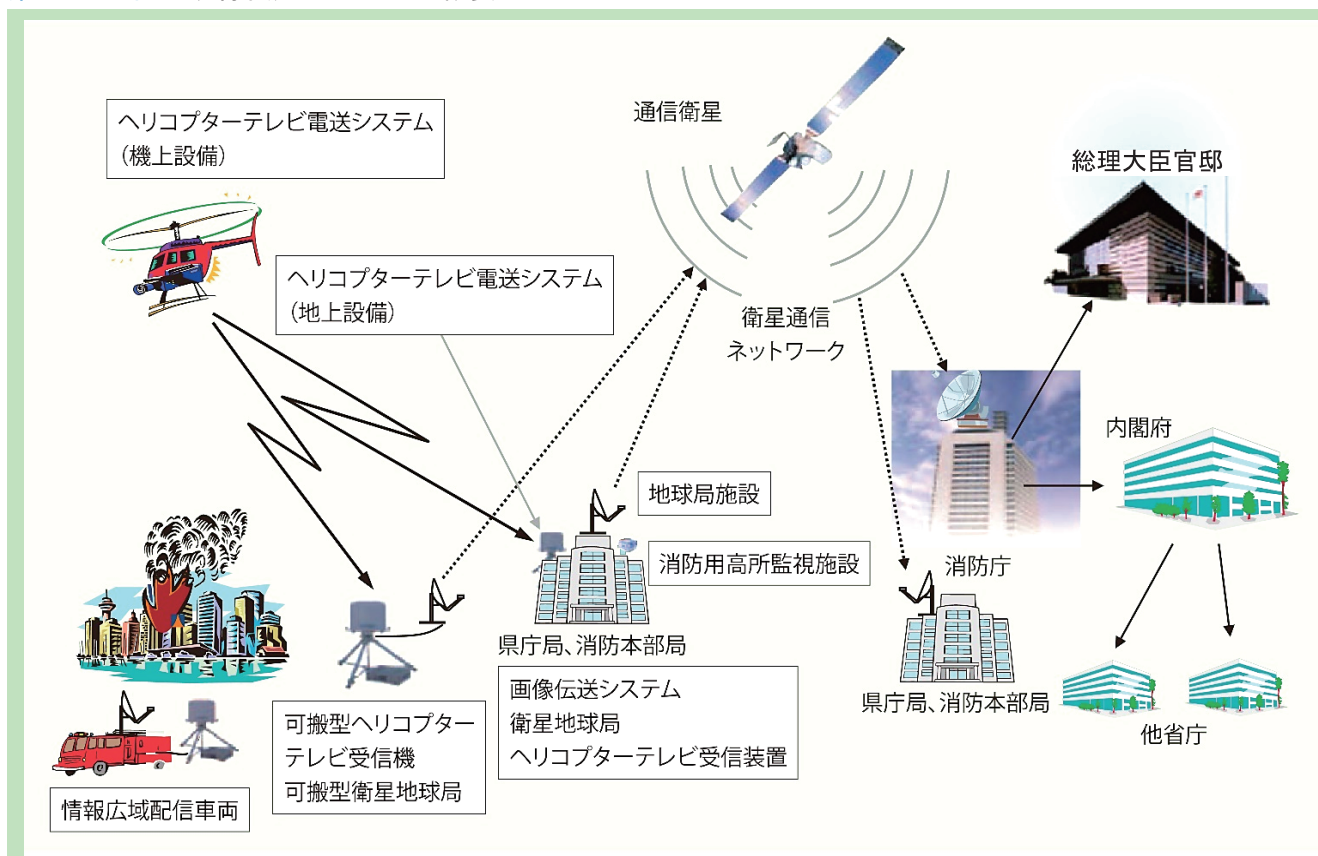 ヘリコプターテレビ電送システム
（機上設備）
通信衛星
総理大臣官邸
ヘリコプターテレビ電送システム
（地上設備）
衛星通信
ネットワーク
内閣府
地球局施設
消防用高所監視施設
消防庁
県庁局、消防本部局
画像伝送システム
衛星地球局
ヘリコプターテレビ受信装置
県庁局、消防本部局
他省庁
可搬型ヘリコプター
テレビ受信機
可搬型衛星地球局
情報広域配信車両